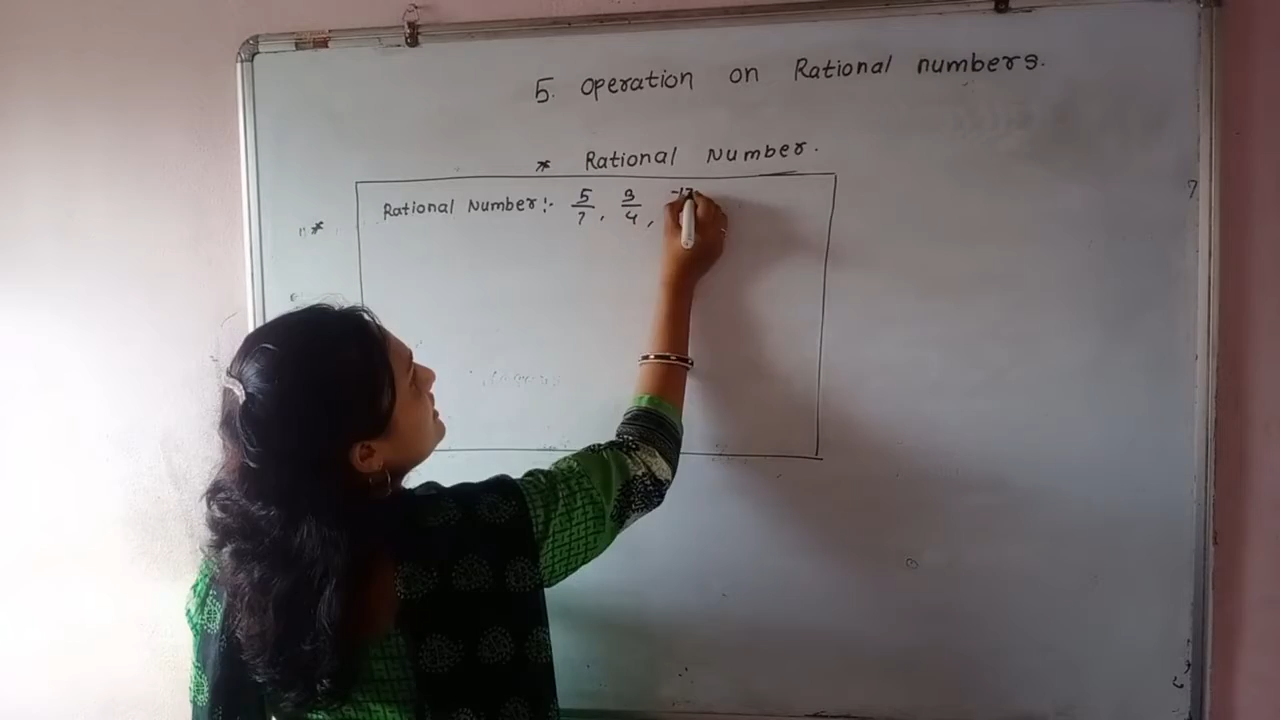 5. Operation on Rational numbers.
* Rational Number.
Rational Number:- 5/7, 3/4,
*